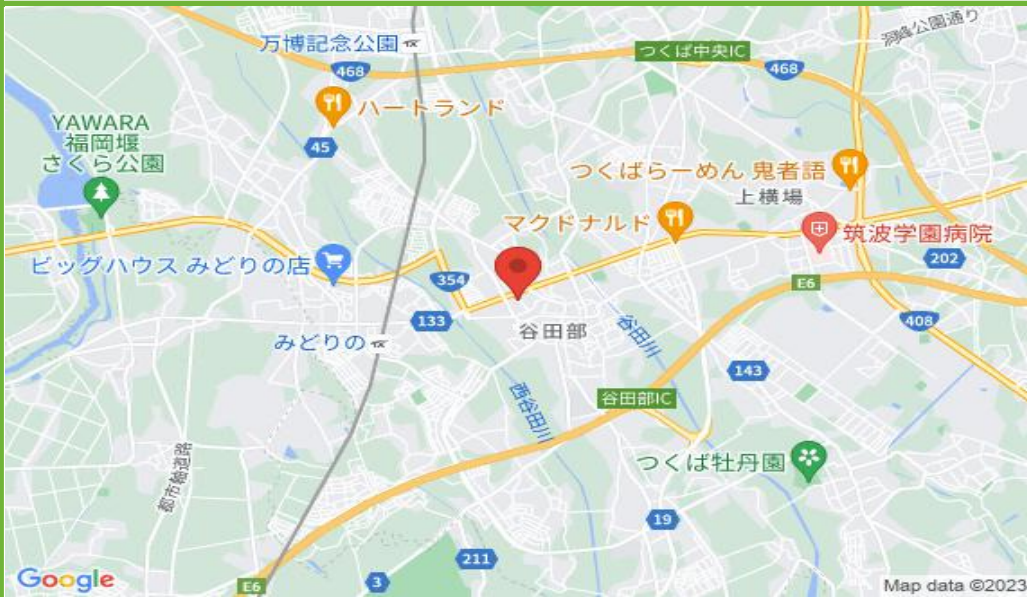 洞峰公園通り
万博記念公園
つくば中央IC
468
468
ハートランド
YAWARA
福岡堰
さくら公園
45
つくばらーめん 鬼者語
上横場
マクドナルド
筑波学園病院
ビッグハウス みどりの店
202
354
E6
133
谷田部
谷田川
408
みどりの
143
西谷田川
谷田部IC
つくば牡丹園
都市軸道路
19
211
Google
E6
3
Map data ©2023